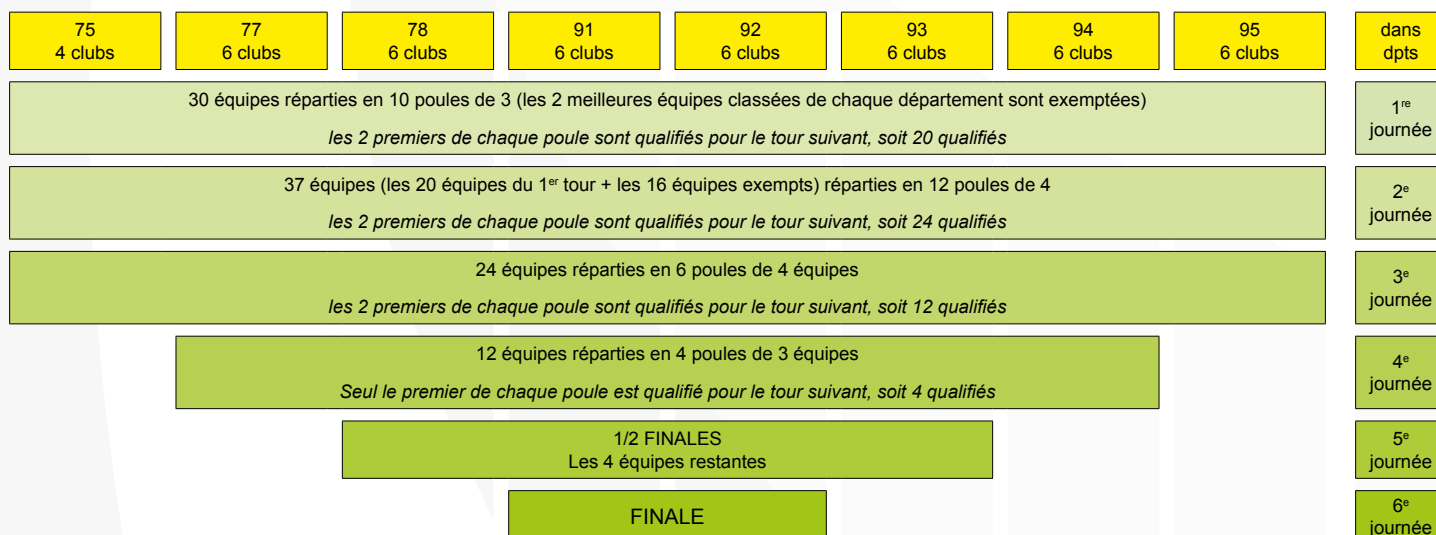 75
4 clubs
77
6 clubs
78
6 clubs
91
6 clubs
92
6 clubs
93
6 clubs
94
6 clubs
95
6 clubs
dans
dpts
30 équipes réparties en 10 poules de 3 (les 2 meilleures équipes classées de chaque département sont exemptées)
les 2 premiers de chaque poule sont qualifiés pour le tour suivant, soit 20 qualifiés
1re
journée
37 équipes (les 20 équipes du 1er tour + les 16 équipes exempts) réparties en 12 poules de 4
les 2 premiers de chaque poule sont qualifiés pour le tour suivant, soit 24 qualifiés
2e
journée
24 équipes réparties en 6 poules de 4 équipes
les 2 premiers de chaque poule sont qualifiés pour le tour suivant, soit 12 qualifiés
3e
journée
12 équipes réparties en 4 poules de 3 équipes
Seul le premier de chaque poule est qualifié pour le tour suivant, soit 4 qualifiés
4e
journée
1/2 FINALES
Les 4 équipes restantes
5e
journée
FINALE
6e
journée